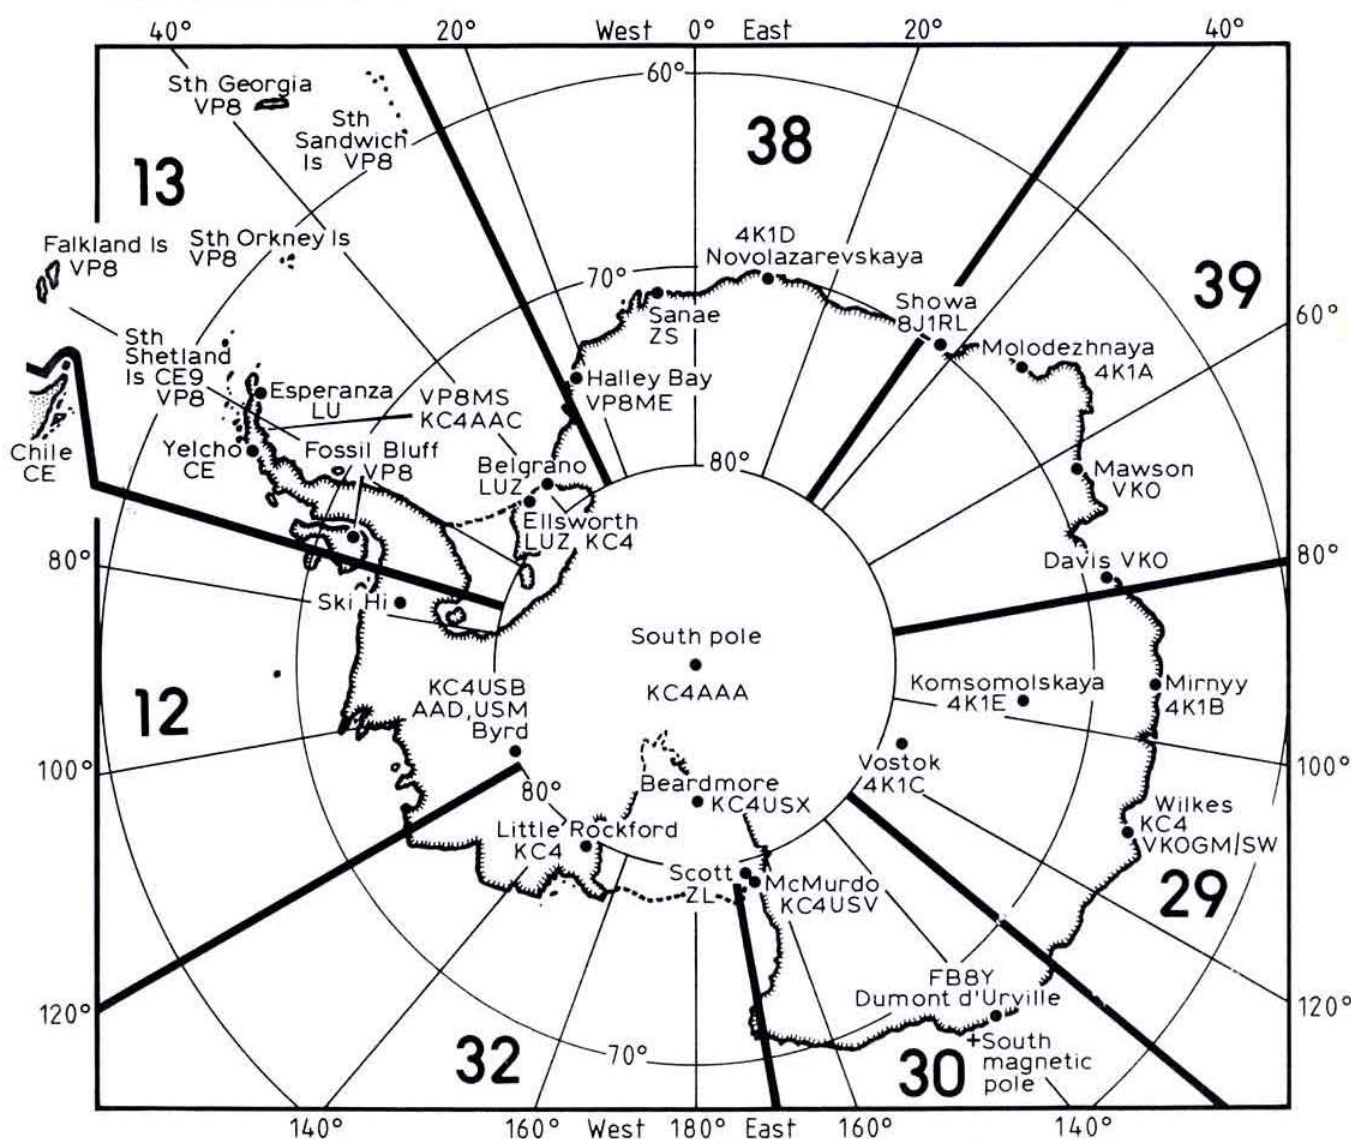 40°
20°
West 0° East
20°
40°
60°
Sth Georgia
VP8
Sth
Sandwich
Is VP8
38
13
4K1D
Novolazarevskaya
Falkland Is
VP8
Sth Orkney Is
VP8
39
70°
Showa
8J1RL
Sanae
ZS
60°
Sth
Shetland
Is CE9
VP8
Molodezhnaya
4K1A
Esperanza
LU
Halley Bay
VP8ME
VP8MS
KC4AAC
Chile
CE
Yelcho
CE
Fossil Bluff
VP8
Belgrano
LUZ
80°
Mawson
VKO
Ellsworth
LUZ KC4
80°
Davis VKO
80°
Ski Hi
South pole
KC4AAA
12
KC4USB
AAD,USM
Byrd
Komsomolskaya
4K1E
Mirnyy
4K1B
100°
Vostok
4K1C
100°
80°
Beardmore
KC4USX
Wilkes
KC4
VKOGM/SW
Little Rockford
KC4
Scott
ZL
McMurdo
KC4USV
29
120°
FB8Y
Dumont d'Urville
120°
+South
magnetic
pole
32
70°
30
140°
160°
West 180° East
160°
140°